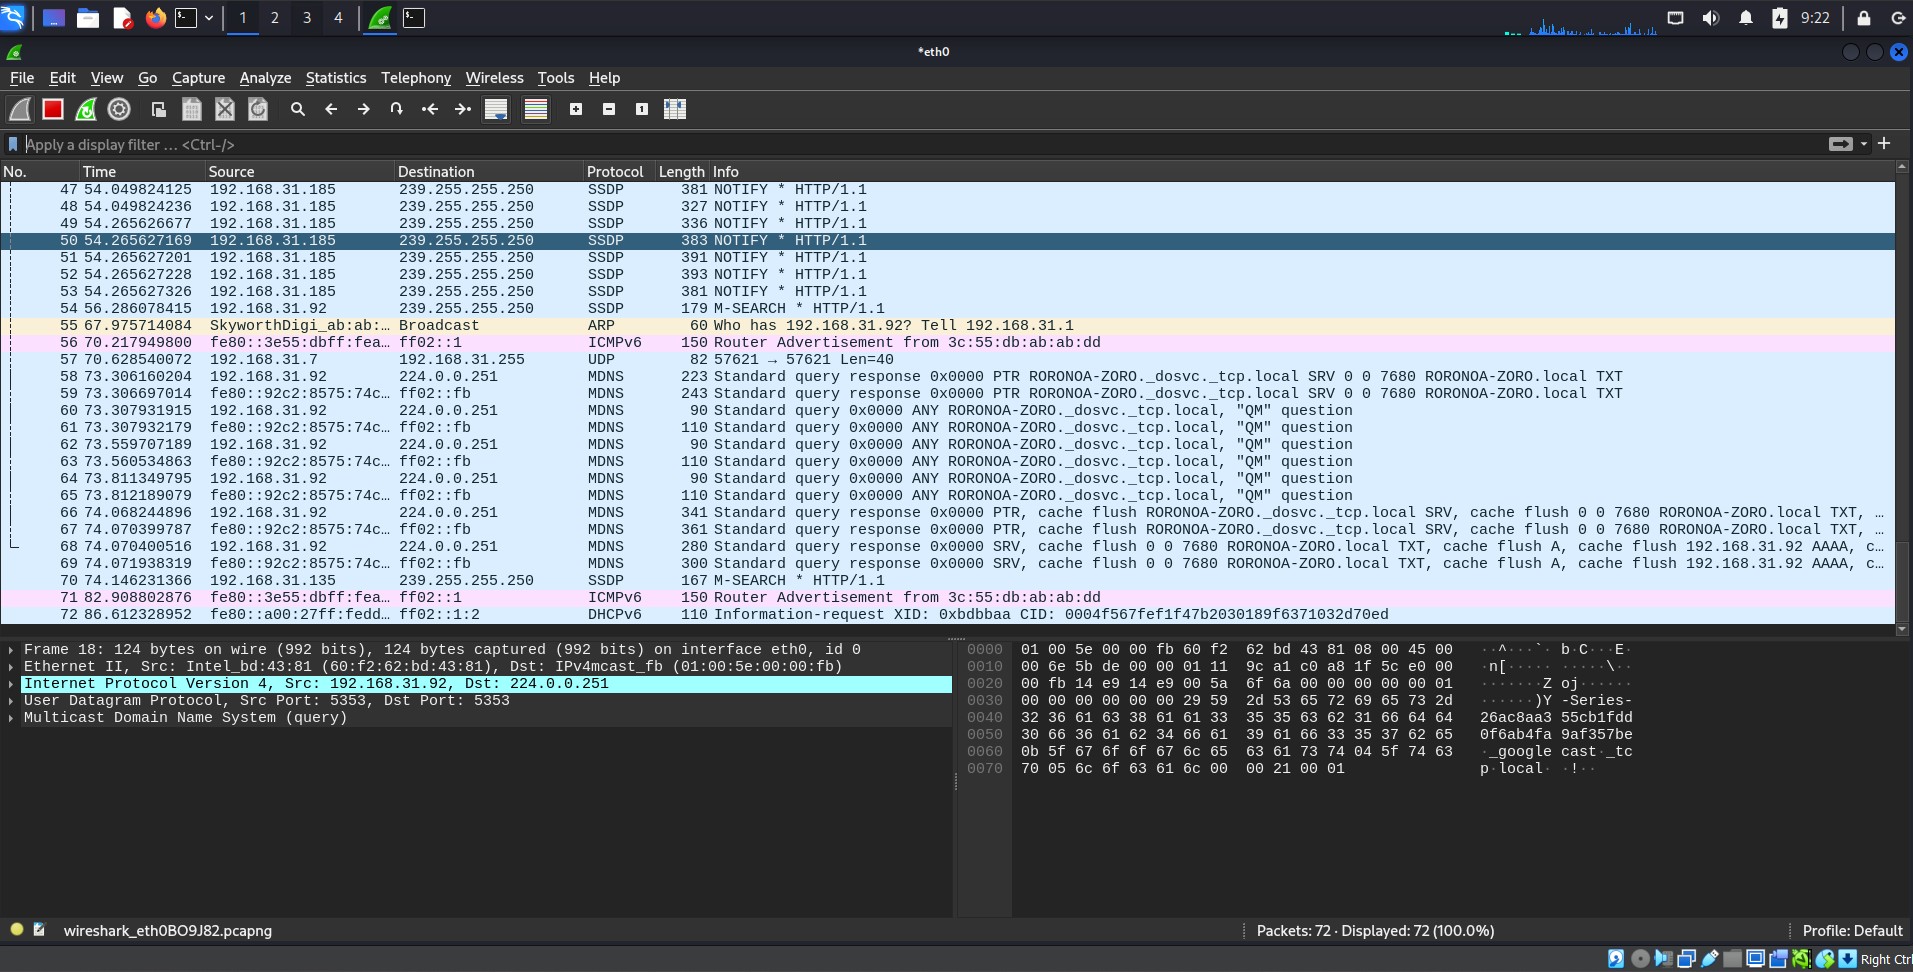 1 2 3 4 9:22
*eth0
File Edit View Go Capture Analyze Statistics Telephony Wireless Tools Help
Apply a display filter … <Ctrl-/>
No. Time Source Destination Protocol Length Info
47 54.049824125 192.168.31.185 239.255.255.250 SSDP 381 NOTIFY * HTTP/1.1
48 54.049824236 192.168.31.185 239.255.255.250 SSDP 327 NOTIFY * HTTP/1.1
49 54.265626677 192.168.31.185 239.255.255.250 SSDP 336 NOTIFY * HTTP/1.1
50 54.265627169 192.168.31.185 239.255.255.250 SSDP 383 NOTIFY * HTTP/1.1
51 54.265627201 192.168.31.185 239.255.255.250 SSDP 391 NOTIFY * HTTP/1.1
52 54.265627228 192.168.31.185 239.255.255.250 SSDP 393 NOTIFY * HTTP/1.1
53 54.265627326 192.168.31.185 239.255.255.250 SSDP 381 NOTIFY * HTTP/1.1
54 56.286078415 192.168.31.92 239.255.255.250 SSDP 179 M-SEARCH * HTTP/1.1
55 67.975714084 SkyworthDigi_ab:ab:… Broadcast ARP 60 Who has 192.168.31.92? Tell 192.168.31.1
56 70.217949800 fe80::3e55:dbff:fea… ff02::1 ICMPv6 150 Router Advertisement from 3c:55:db:ab:ab:dd
57 70.628540072 192.168.31.7 192.168.31.255 UDP 82 57621 → 57621 Len=40
58 73.306160204 192.168.31.92 224.0.0.251 MDNS 223 Standard query response 0x0000 PTR RORONOA-ZORO._dosvc._tcp.local SRV 0 0 7680 RORONOA-ZORO.local TXT
59 73.306697014 fe80::92c2:8575:74c… ff02::fb MDNS 243 Standard query response 0x0000 PTR RORONOA-ZORO._dosvc._tcp.local SRV 0 0 7680 RORONOA-ZORO.local TXT
60 73.307931915 192.168.31.92 224.0.0.251 MDNS 90 Standard query 0x0000 ANY RORONOA-ZORO._dosvc._tcp.local, "QM" question
61 73.307932179 fe80::92c2:8575:74c… ff02::fb MDNS 110 Standard query 0x0000 ANY RORONOA-ZORO._dosvc._tcp.local, "QM" question
62 73.559707189 192.168.31.92 224.0.0.251 MDNS 90 Standard query 0x0000 ANY RORONOA-ZORO._dosvc._tcp.local, "QM" question
63 73.560534863 fe80::92c2:8575:74c… ff02::fb MDNS 110 Standard query 0x0000 ANY RORONOA-ZORO._dosvc._tcp.local, "QM" question
64 73.811349795 192.168.31.92 224.0.0.251 MDNS 90 Standard query 0x0000 ANY RORONOA-ZORO._dosvc._tcp.local, "QM" question
65 73.812189079 fe80::92c2:8575:74c… ff02::fb MDNS 110 Standard query 0x0000 ANY RORONOA-ZORO._dosvc._tcp.local, "QM" question
66 74.068244896 192.168.31.92 224.0.0.251 MDNS 341 Standard query response 0x0000 PTR, cache flush RORONOA-ZORO._dosvc._tcp.local SRV, cache flush 0 0 7680 RORONOA-ZORO.local TXT, …
67 74.070399787 fe80::92c2:8575:74c… ff02::fb MDNS 361 Standard query response 0x0000 PTR, cache flush RORONOA-ZORO._dosvc._tcp.local SRV, cache flush 0 0 7680 RORONOA-ZORO.local TXT, …
68 74.070400516 192.168.31.92 224.0.0.251 MDNS 280 Standard query response 0x0000 SRV, cache flush 0 0 7680 RORONOA-ZORO.local TXT, cache flush A, cache flush 192.168.31.92 AAAA, c…
69 74.071938319 fe80::92c2:8575:74c… ff02::fb MDNS 300 Standard query response 0x0000 SRV, cache flush 0 0 7680 RORONOA-ZORO.local TXT, cache flush A, cache flush 192.168.31.92 AAAA, c…
70 74.146231366 192.168.31.135 239.255.255.250 SSDP 167 M-SEARCH * HTTP/1.1
71 82.908802876 fe80::3e55:dbff:fea… ff02::1 ICMPv6 150 Router Advertisement from 3c:55:db:ab:ab:dd
72 86.612328952 fe80::a00:27ff:fedd… ff02::1:2 DHCPv6 110 Information-request XID: 0xbdbbaa CID: 0004f567fef1f47b2030189f6371032d70ed
Frame 18: 124 bytes on wire (992 bits), 124 bytes captured (992 bits) on interface eth0, id 0
Ethernet II, Src: Intel_bd:43:81 (60:f2:62:bd:43:81), Dst: IPv4mcast_fb (01:00:5e:00:00:fb)
Internet Protocol Version 4, Src: 192.168.31.92, Dst: 224.0.0.251
User Datagram Protocol, Src Port: 5353, Dst Port: 5353
Multicast Domain Name System (query)
0000 01 00 5e 00 00 fb 60 f2 62 bd 43 81 08 00 45 00 ··^···`· b·C···E·
0010 00 6e 5b de 00 00 01 11 9c a1 c0 a8 1f 5c e0 00 ·n[····· ·····\··
0020 00 fb 14 e9 14 e9 00 5a 6f 6a 00 00 00 00 00 01 ·······Z oj······
0030 00 00 00 00 00 00 29 59 2d 53 65 72 69 65 73 2d ······)Y -Series-
0040 32 36 61 63 38 61 61 33 35 35 63 62 31 66 64 64 26ac8aa3 55cb1fdd
0050 30 66 36 61 62 34 66 61 39 61 66 33 35 37 62 65 0f6ab4fa 9af357be
0060 0b 5f 67 6f 6f 67 6c 65 63 61 73 74 04 5f 74 63 ·_google cast·_tc
0070 70 05 6c 6f 63 61 6c 00 00 21 00 01 p·local· ·!··
wireshark_eth0BO9J82.pcapng Packets: 72 · Displayed: 72 (100.0%) Profile: Default
Right Ctrl